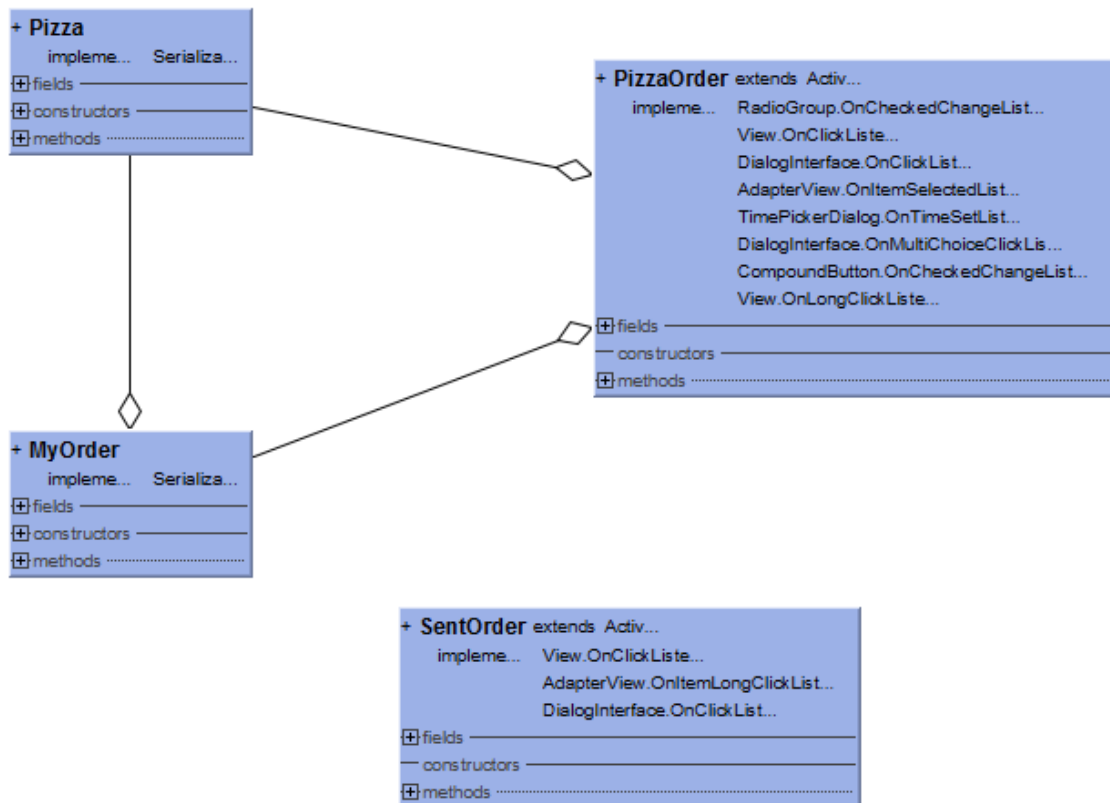 + Pizza
impleme... Serializa...
+ fields
+ constructors
+ methods
+ PizzaOrder extends Activ...
impleme... RadioGroup.OnCheckedChangeList...
View.OnClickListe...
DialogInterface.OnClickList...
AdapterView.OnItemSelectedList...
TimePickerDialog.OnTimeSetList...
DialogInterface.OnMultiChoiceClickLis...
CompoundButton.OnCheckedChangeList...
View.OnLongClickListe...
+ fields
constructors
+ methods
+ MyOrder
impleme... Serializa...
+ fields
+ constructors
+ methods
+ SentOrder extends Activ...
impleme... View.OnClickListe...
AdapterView.OnItemLongClickList...
DialogInterface.OnClickList...
+ fields
constructors
+ methods